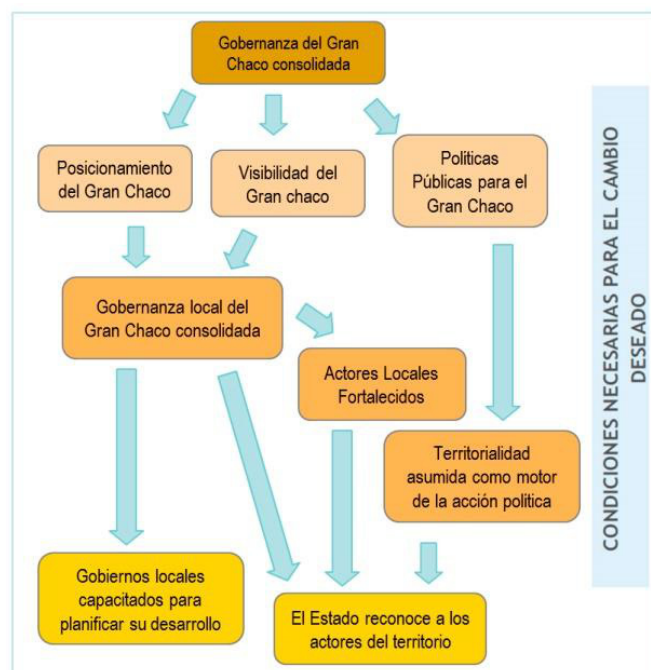 Gobernanza del Gran
Chaco consolidada
Posicionamiento
del Gran Chaco
Visibilidad del
Gran chaco
Políticas
Públicas para el
Gran Chaco
Gobernanza local del
Gran Chaco consolidada
Actores Locales
Fortalecidos
Territorialidad
asumida como motor
de la acción política
Gobiernos locales
capacitados para
planificar su desarrollo
El Estado reconoce a los
actores del territorio
CONDICIONES NECESARIAS PARA EL CAMBIO
DESEADO